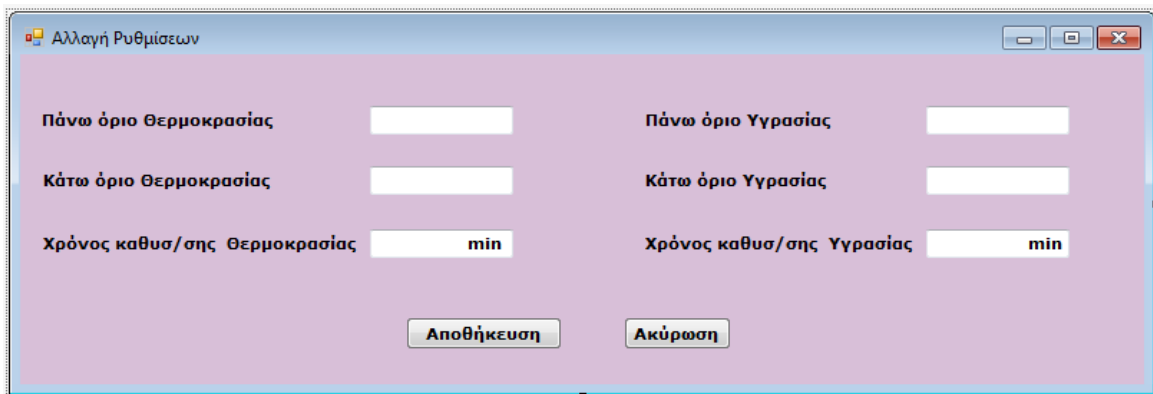 Αλλαγή Ρυθμίσεων
Πάνω όριο Θερμοκρασίας
Πάνω όριο Υγρασίας
Κάτω όριο Θερμοκρασίας
Κάτω όριο Υγρασίας
Χρόνος καθυσ/σης Θερμοκρασίας min
Χρόνος καθυσ/σης Υγρασίας min
Αποθήκευση
Ακύρωση